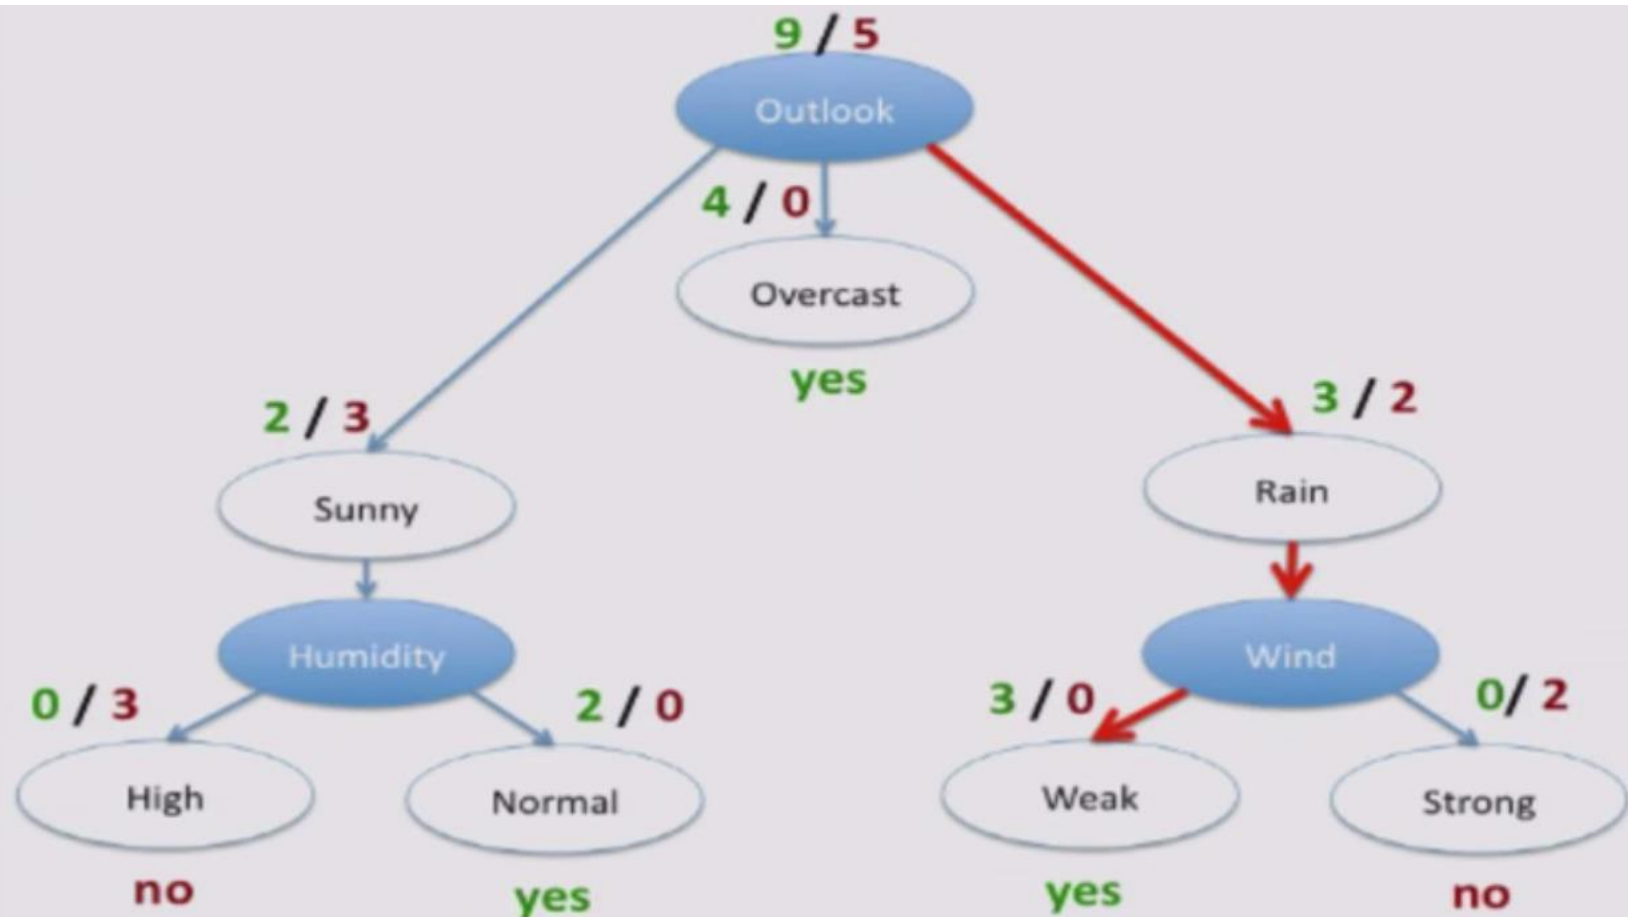 9 / 5
Outlook
4 / 0
Overcast
yes
2 / 3
Sunny
3 / 2
Rain
Humidity
Wind
0 / 3
2 / 0
3 / 0
0/ 2
High
Normal
Weak
Strong
no
yes
yes
no